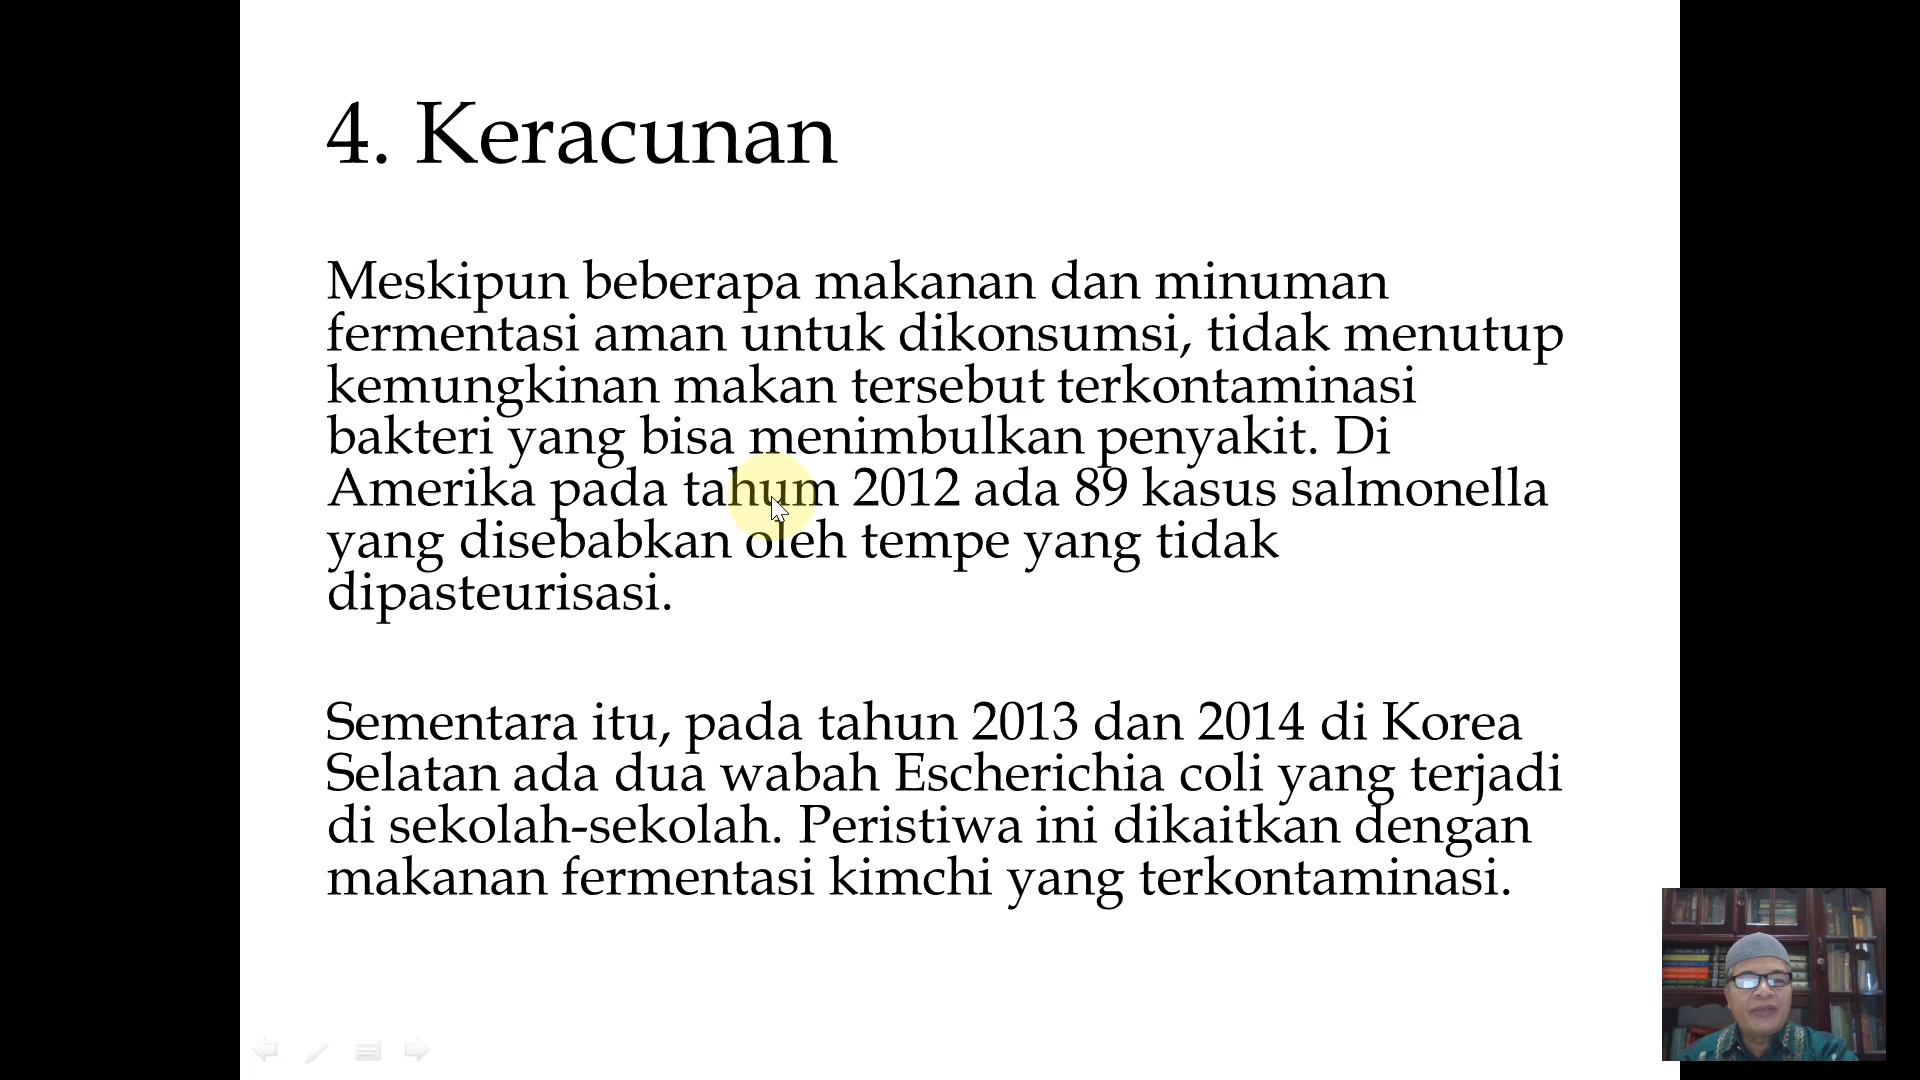 4. Keracunan
Meskipun beberapa makanan dan minuman
fermentasi aman untuk dikonsumsi, tidak menutup
kemungkinan makan tersebut terkontaminasi
bakteri yang bisa menimbulkan penyakit. Di
Amerika pada tahum 2012 ada 89 kasus salmonella
yang disebabkan oleh tempe yang tidak
dipasteurisasi.
Sementara itu, pada tahun 2013 dan 2014 di Korea
Selatan ada dua wabah Escherichia coli yang terjadi
di sekolah-sekolah. Peristiwa ini dikaitkan dengan
makanan fermentasi kimchi yang terkontaminasi.